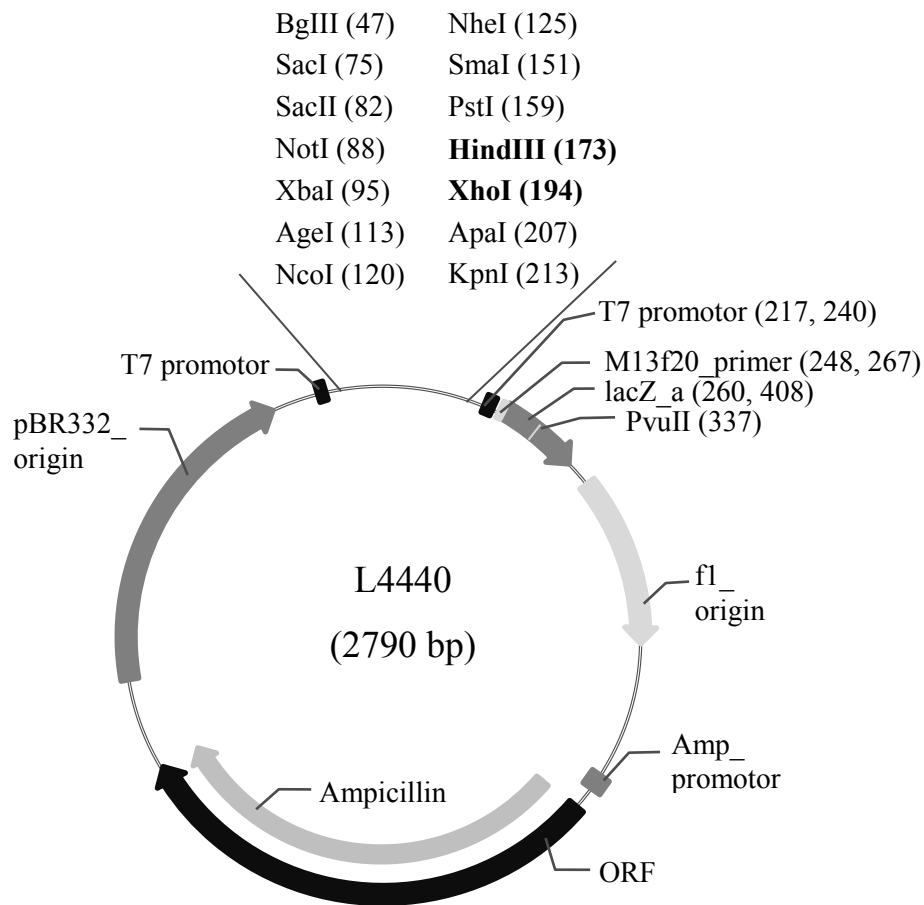 BgIII (47)
SacI (75)
SacII (82)
NotI (88)
XbaI (95)
AgeI (113)
NcoI (120)
NheI (125)
SmaI (151)
PstI (159)
HindIII (173)
XhoI (194)
ApaI (207)
KpnI (213)
T7 promotor (217, 240)
T7 promotor
M13f20_primer (248, 267)
lacZ_a (260, 408)
PvuII (337)
pBR332_
origin
L4440
(2790 bp)
f1_
origin
Amp_
promotor
Ampicillin
ORF